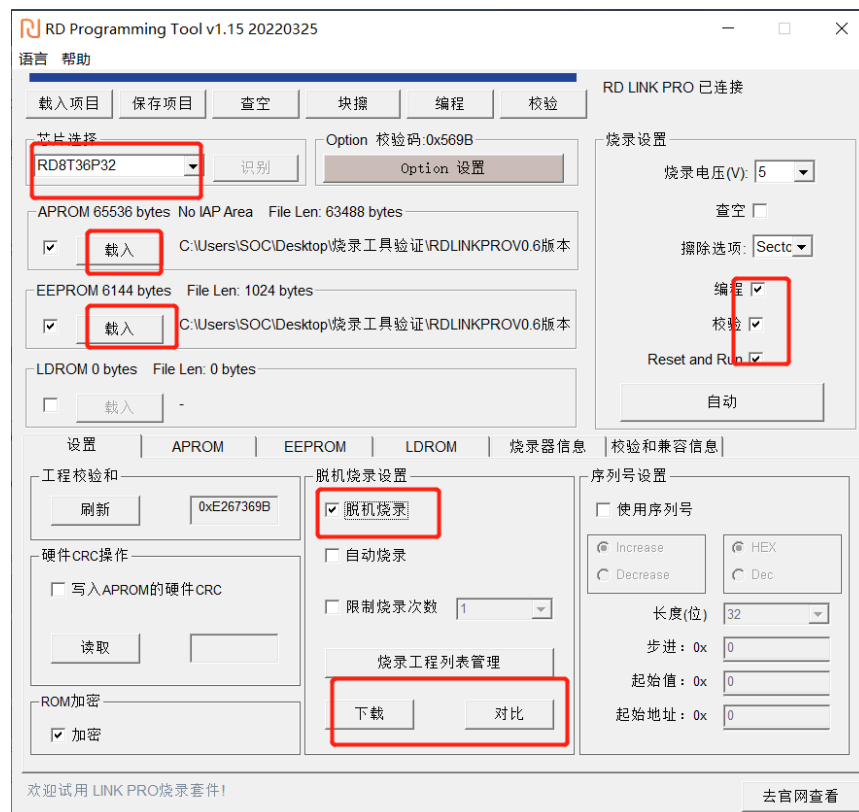 RD Programming Tool v1.15 20220325
语言 帮助
载入项目 保存项目 查空 块擦 编程 校验
RD LINK PRO 已连接
芯片选择
RD8T36P32 识别
Option 校验码:0x569B
Option 设置
APROM 65536 bytes No IAP Area File Len: 63488 bytes
载入 C:\Users\SOC\Desktop\烧录工具验证\RDLINKPROV0.6版本
EEPROM 6144 bytes File Len: 1024 bytes
载入 C:\Users\SOC\Desktop\烧录工具验证\RDLINKPROV0.6版本
LDROM 0 bytes File Len: 0 bytes
载入 -
烧录设置
烧录电压(V): 5
查空
擦除选项: Sectc
编程
校验
Reset and Run
自动
设置 APROM EEPROM LDROM 烧录器信息 校验和兼容信息
工程校验和
刷新 0xE267369B
硬件CRC操作
写入APROM的硬件CRC
读取
ROM加密
加密
脱机烧录设置
脱机烧录
自动烧录
限制烧录次数 1
烧录工程列表管理
下载 对比
序列号设置
使用序列号
Increase HEX
Decrease Dec
长度(位) 32
步进: 0x 0
起始值: 0x 0
起始地址: 0x 0
欢迎试用 LINK PRO烧录套件!
去官网查看